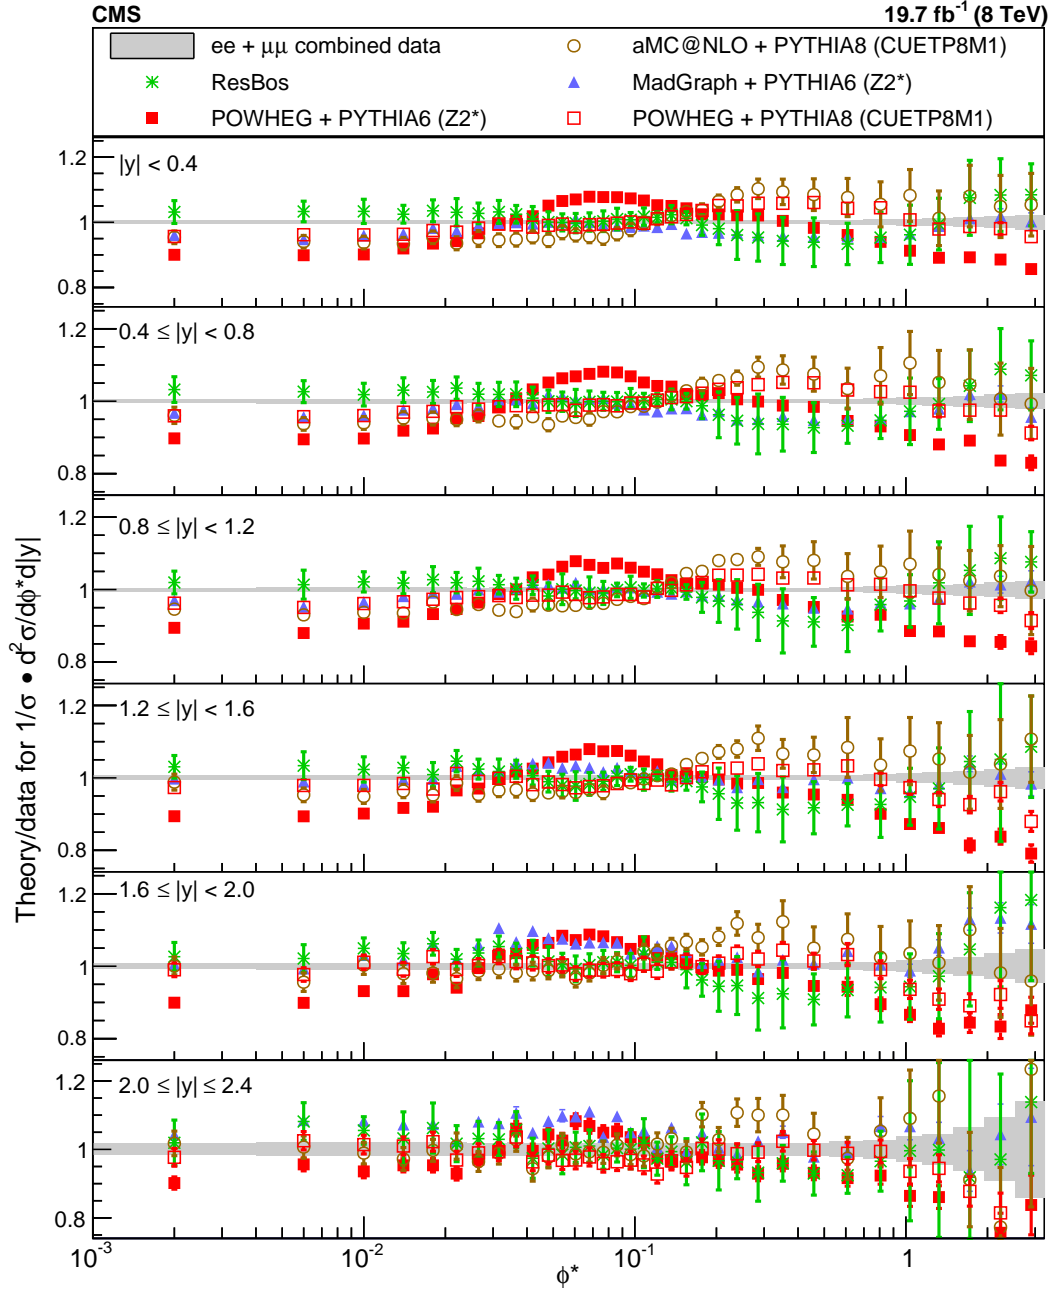 CMS 19.7 fb⁻¹ (8 TeV)
ee + μμ combined data
aMC@NLO + PYTHIA8 (CUETP8M1)
ResBos
MadGraph + PYTHIA6 (Z2*)
POWHEG + PYTHIA6 (Z2*)
POWHEG + PYTHIA8 (CUETP8M1)
|y| < 0.4
1.2
1
0.8
0.4 ≤ |y| < 0.8
1.2
1
0.8
0.8 ≤ |y| < 1.2
1.2
1
0.8
1.2 ≤ |y| < 1.6
1.2
1
0.8
1.6 ≤ |y| < 2.0
1.2
1
0.8
2.0 ≤ |y| ≤ 2.4
1.2
1
0.8
Theory/data for 1/σ • d²σ/dϕ*d|y|
10⁻³ 10⁻² 10⁻¹ 1
ϕ*